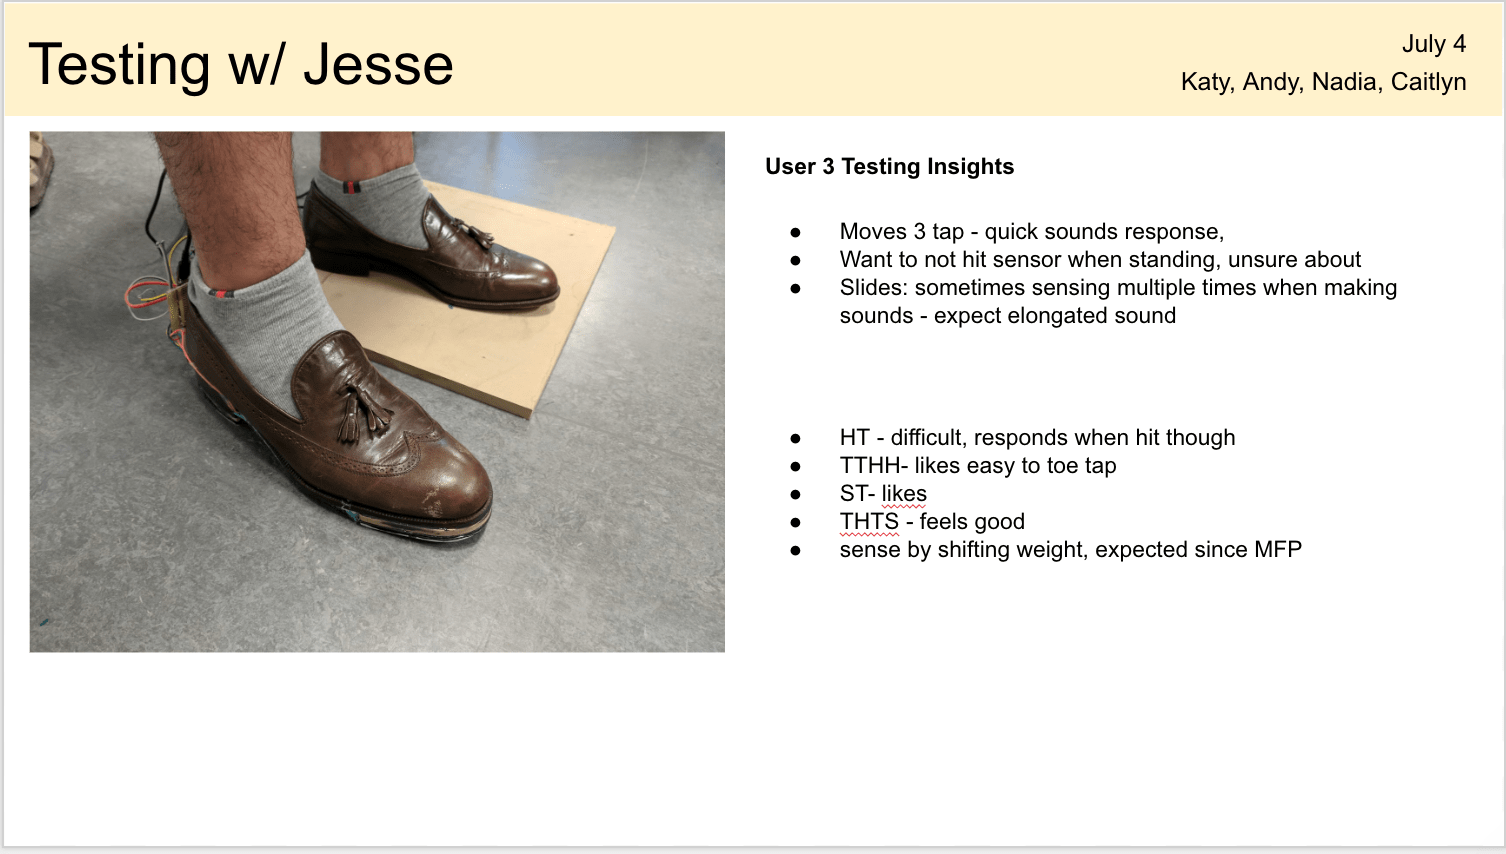 Testing w/ Jesse
July 4
Katy, Andy, Nadia, Caitlyn
User 3 Testing Insights
● Moves 3 tap - quick sounds response,
● Want to not hit sensor when standing, unsure about
● Slides: sometimes sensing multiple times when making
sounds - expect elongated sound
● HT - difficult, responds when hit though
● TTHH- likes easy to toe tap
● ST- likes
● THTS - feels good
● sense by shifting weight, expected since MFP